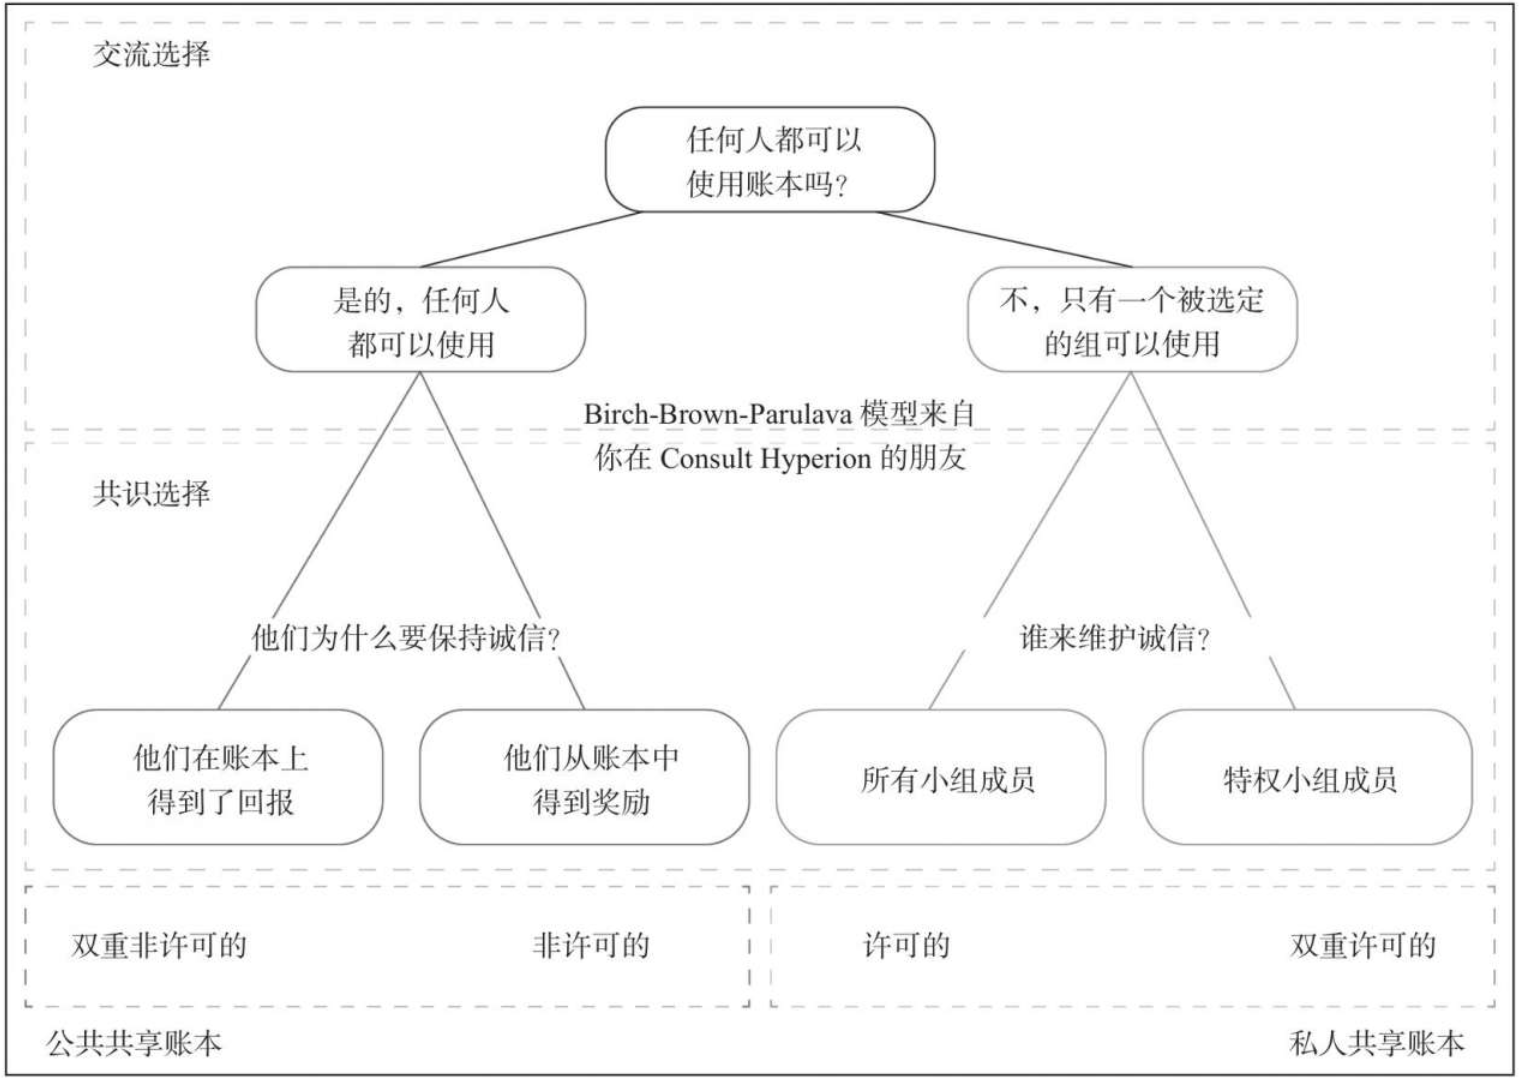 交流选择
任何人都可以
使用账本吗？
是的，任何人
都可以使用
不，只有一个被选定
的组可以使用
Birch-Brown-Parulava 模型来自
你在 Consult Hyperion 的朋友
共识选择
他们为什么要保持诚信？
谁来维护诚信？
他们在账本上
得到了回报
他们从账本中
得到奖励
所有小组成员
特权小组成员
双重非许可的
非许可的
许可的
双重许可的
公共共享账本
私人共享账本